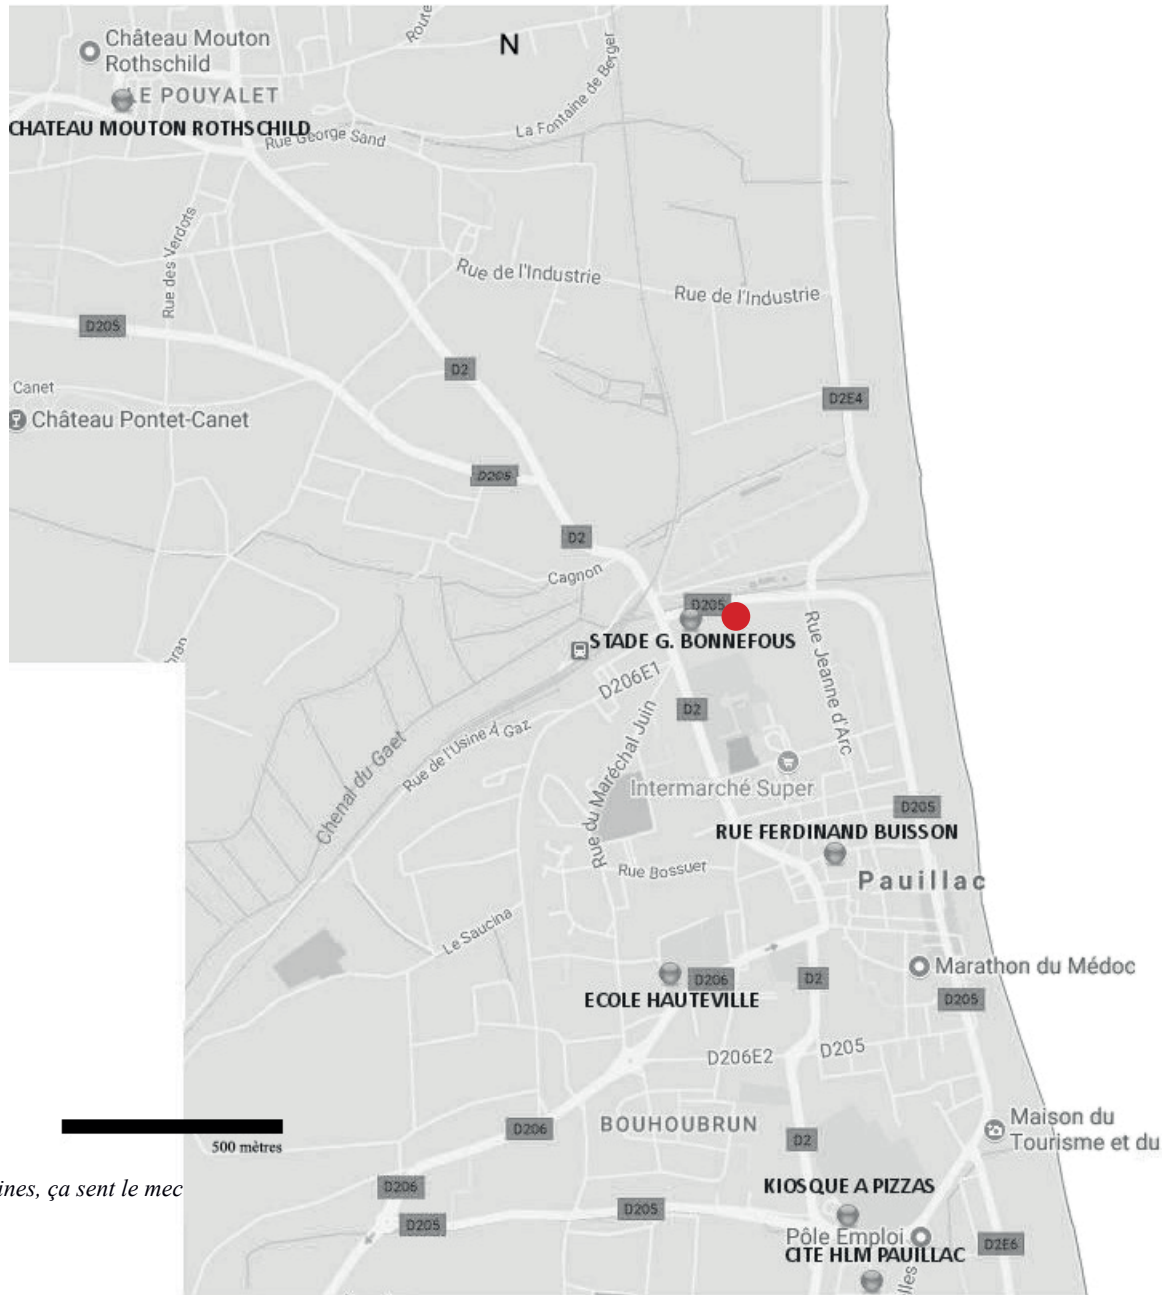 Route
N
Château Mouton
Rothschild
La Fontaine de Berger
LE POUYALET
CHATEAU MOUTON ROTHSCHILD
Rue George Sand
Rue des Verdots
Rue de l'Industrie
Rue de l'Industrie
D205
D2
D2E4
Canet
Château Pontet-Canet
D205
D2
Cagnon
D205
STADE G. BONNEFOUS
Rue Jeanne d'Arc
D206E1
D2
Rue de l'Usine À Gaz
Chenal du Gaet
Rue du Maréchal Juin
Intermarché Super
D205
RUE FERDINAND BUISSON
Rue Bossuet
Pauillac
Le Saucina
Marathon du Médoc
D206
D2
D205
ECOLE HAUTEVILLE
D206E2
D205
BOUHOUBRUN
Maison du
Tourisme et du
D206
D2
500 mètres
ines, ça sent le mec
D206
KIOSQUE A PIZZAS
D205
D205
Pôle Emploi
D2E6
CITE HLM PAUILLAC
lles